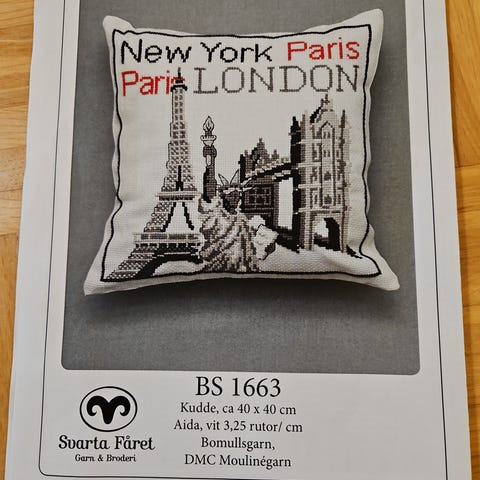 New York Paris
Paris LONDON
BS 1663
Kudde, ca 40 x 40 cm
Aida, vit 3,25 rutor/ cm
Bomullsgarn,
DMC Moulinégarn
Svarta Fåret
Garn & Broderi